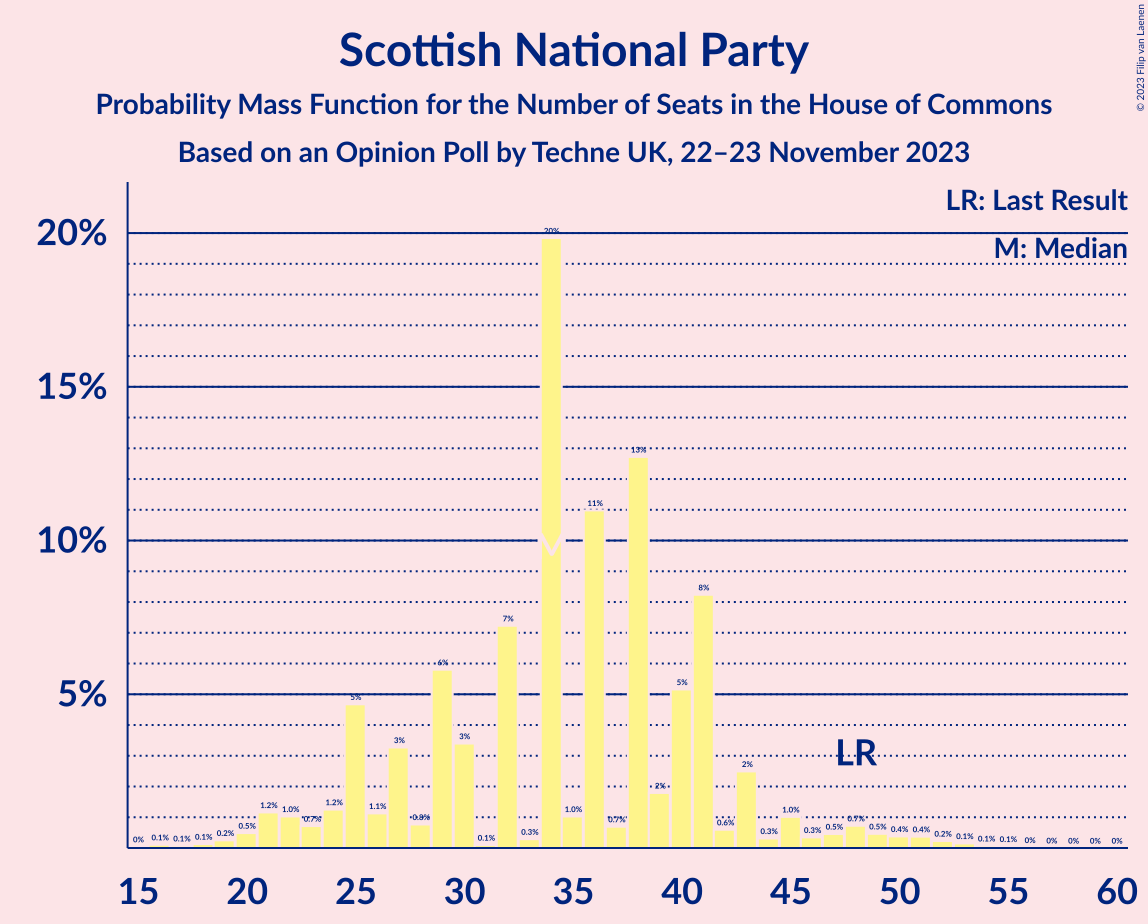 © 2023 Filip van Laenen
Scottish National Party
Probability Mass Function for the Number of Seats in the House of Commons
Based on an Opinion Poll by Techne UK, 22–23 November 2023
LR: Last Result
M: Median
20%
15%
10%
5%
0% 0.1% 0.1% 0.1% 0.2% 0.5% 1.2% 1.0% 0.7% 1.2% 5% 1.1% 3% 0.8% 6% 3% 0.1% 7% 0.3% 20% 1.0% 11% 0.7% 13% 2% 5% 8% 0.6% 2% 0.3% 1.0% 0.3% 0.5% 0.7% 0.5% 0.4% 0.4% 0.2% 0.1% 0.1% 0.1% 0% 0% 0% 0% 0%
LR
15 20 25 30 35 40 45 50 55 60